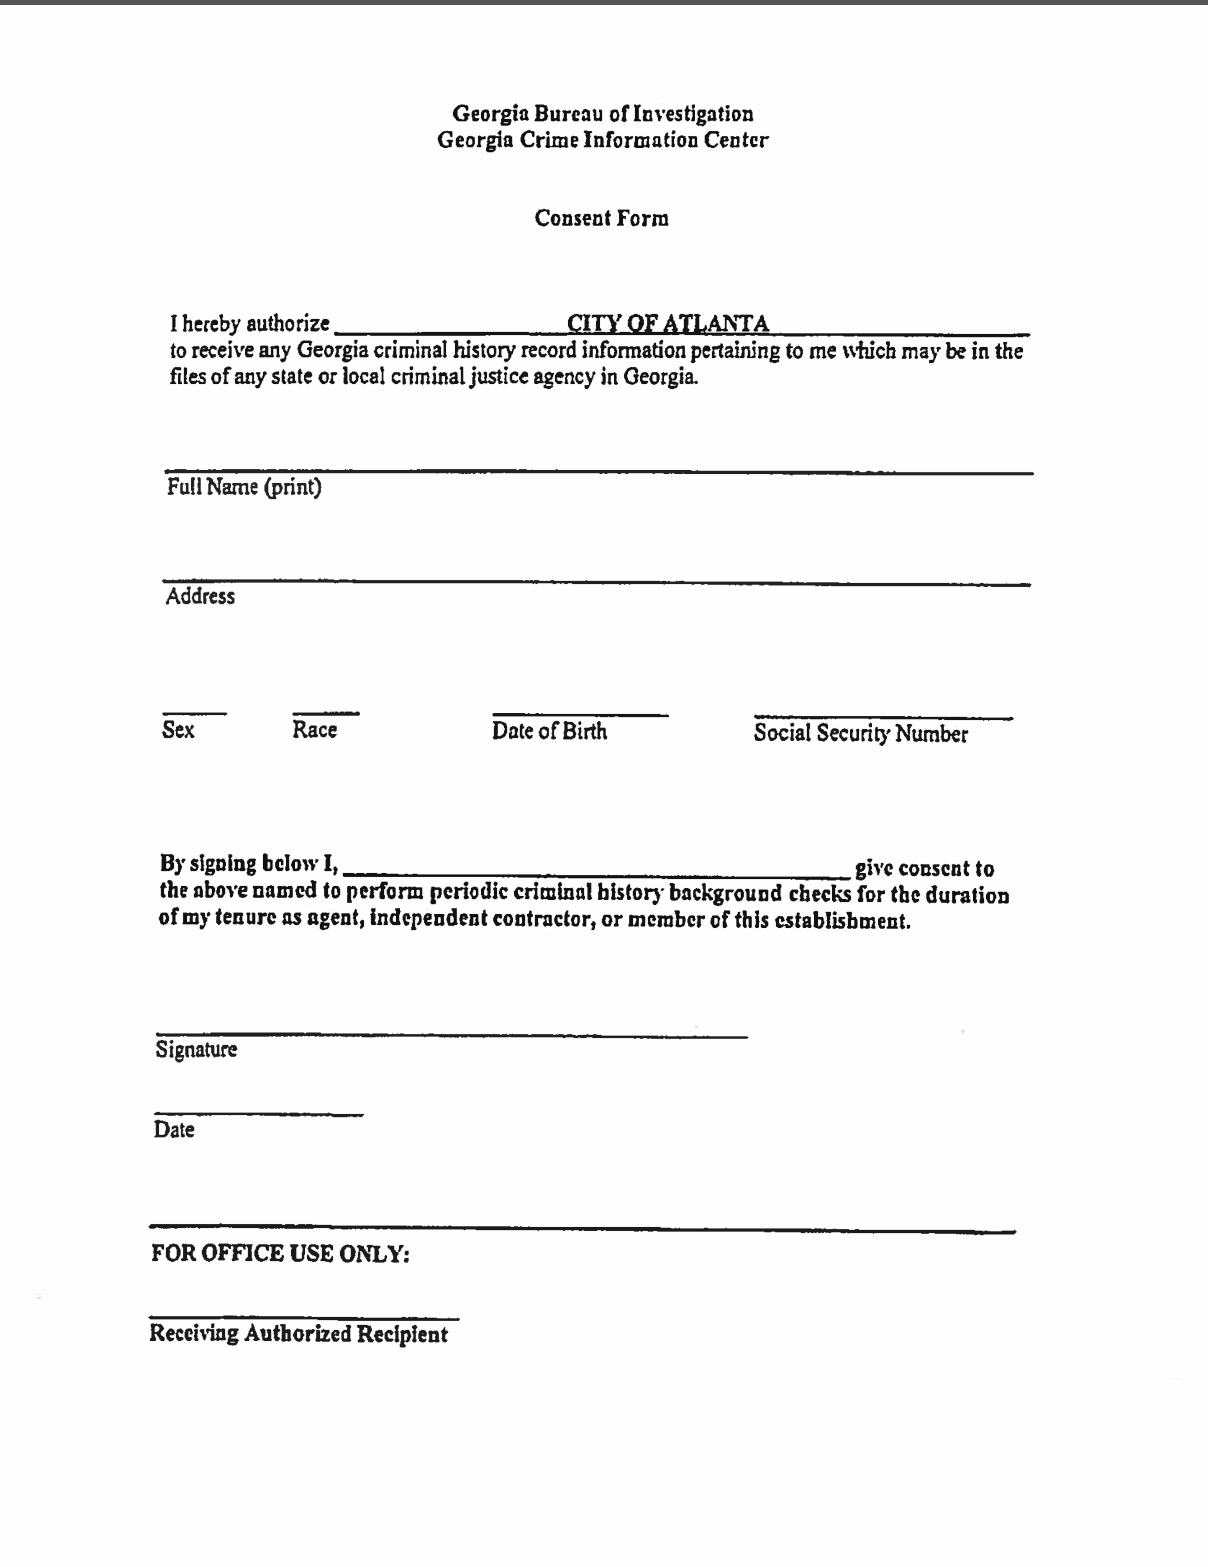 Georgia Bureau of Investigation
Georgia Crime Information Center
Consent Form
I hereby authorize CITY OF ATLANTA
to receive any Georgia criminal history record information pertaining to me which may be in the
files of any state or local criminal justice agency in Georgia.
Full Name (print)
Address
Sex Race Date of Birth Social Security Number
By signing below I, give consent to
the above named to perform periodic criminal history background checks for the duration
of my tenure as agent, independent contractor, or member of this establishment.
Signature
Date
FOR OFFICE USE ONLY:
Receiving Authorized Recipient